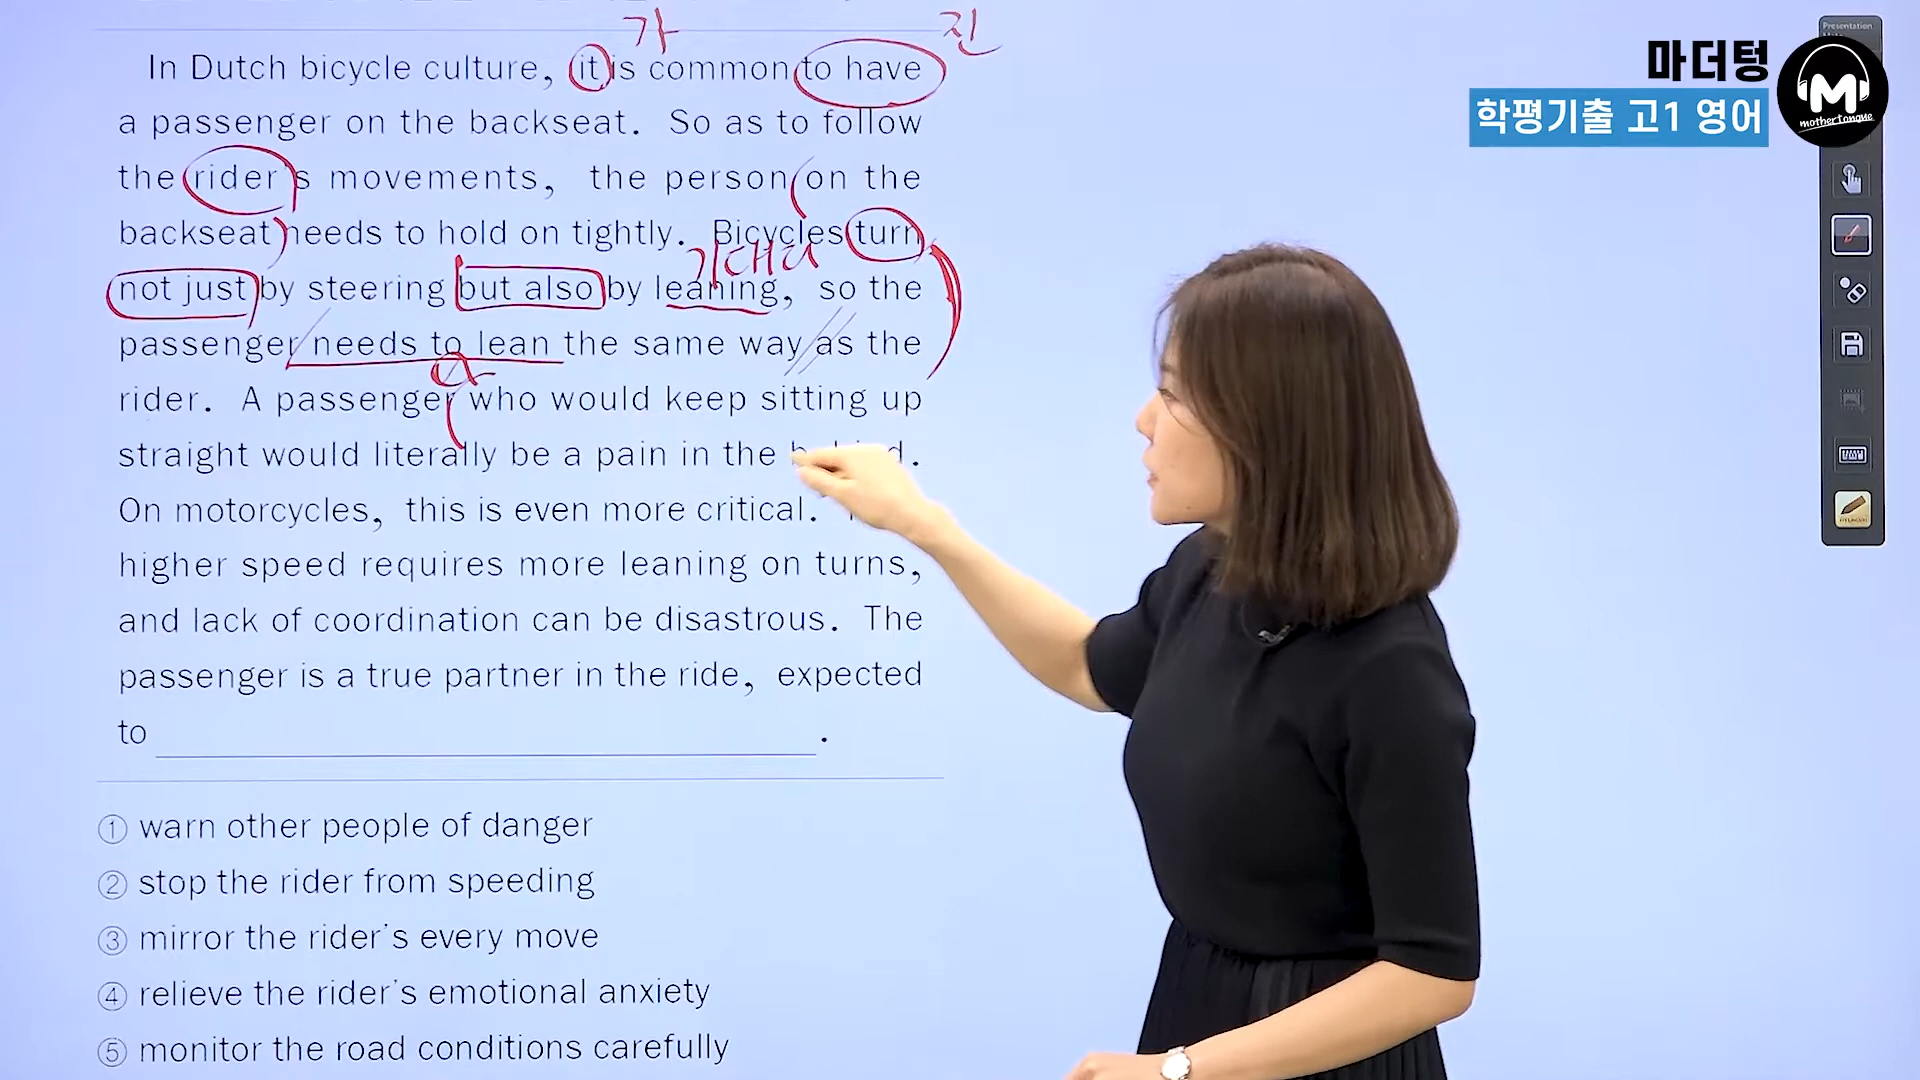 가 진
In Dutch bicycle culture, it is common to have
a passenger on the backseat. So as to follow
the rider's movements, the person on the
backseat needs to hold on tightly. Bicycles turn
기대다
not just by steering but also by leaning, so the
passenger needs to lean the same way as the
rider. A passenger who would keep sitting up
straight would literally be a pain in the
On motorcycles, this is even more critical.
higher speed requires more leaning on turns,
and lack of coordination can be disastrous. The
passenger is a true partner in the ride, expected
to .
① warn other people of danger
② stop the rider from speeding
③ mirror the rider's every move
④ relieve the rider's emotional anxiety
⑤ monitor the road conditions carefully
마더텅
학평기출 고1 영어
M
mothertongue
Presentation